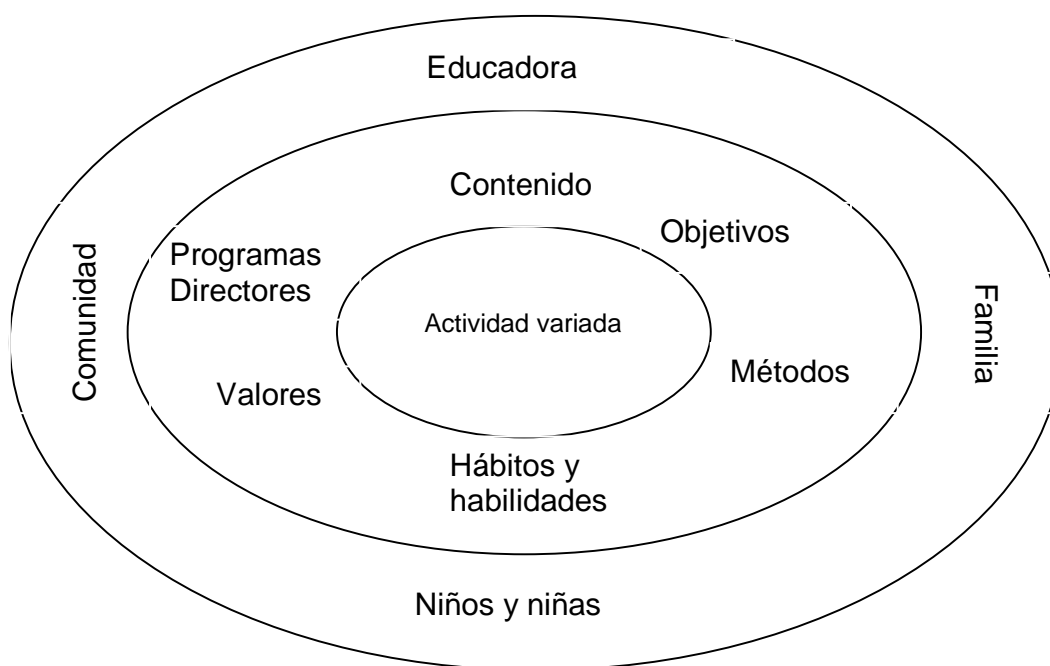 Educadora
Contenido
Objetivos
Programas
Directores
Comunidad
Familia
Actividad variada
Métodos
Valores
Hábitos y
habilidades
Niños y niñas